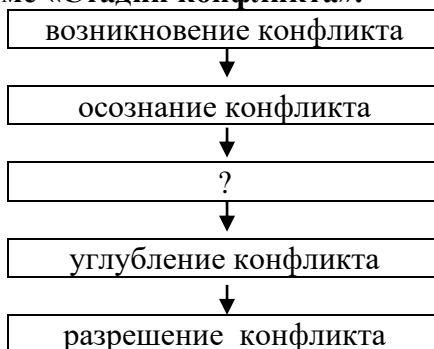 ме «Стадии конфликта».
возникновение конфликта
осознание конфликта
?
углубление конфликта
разрешение конфликта